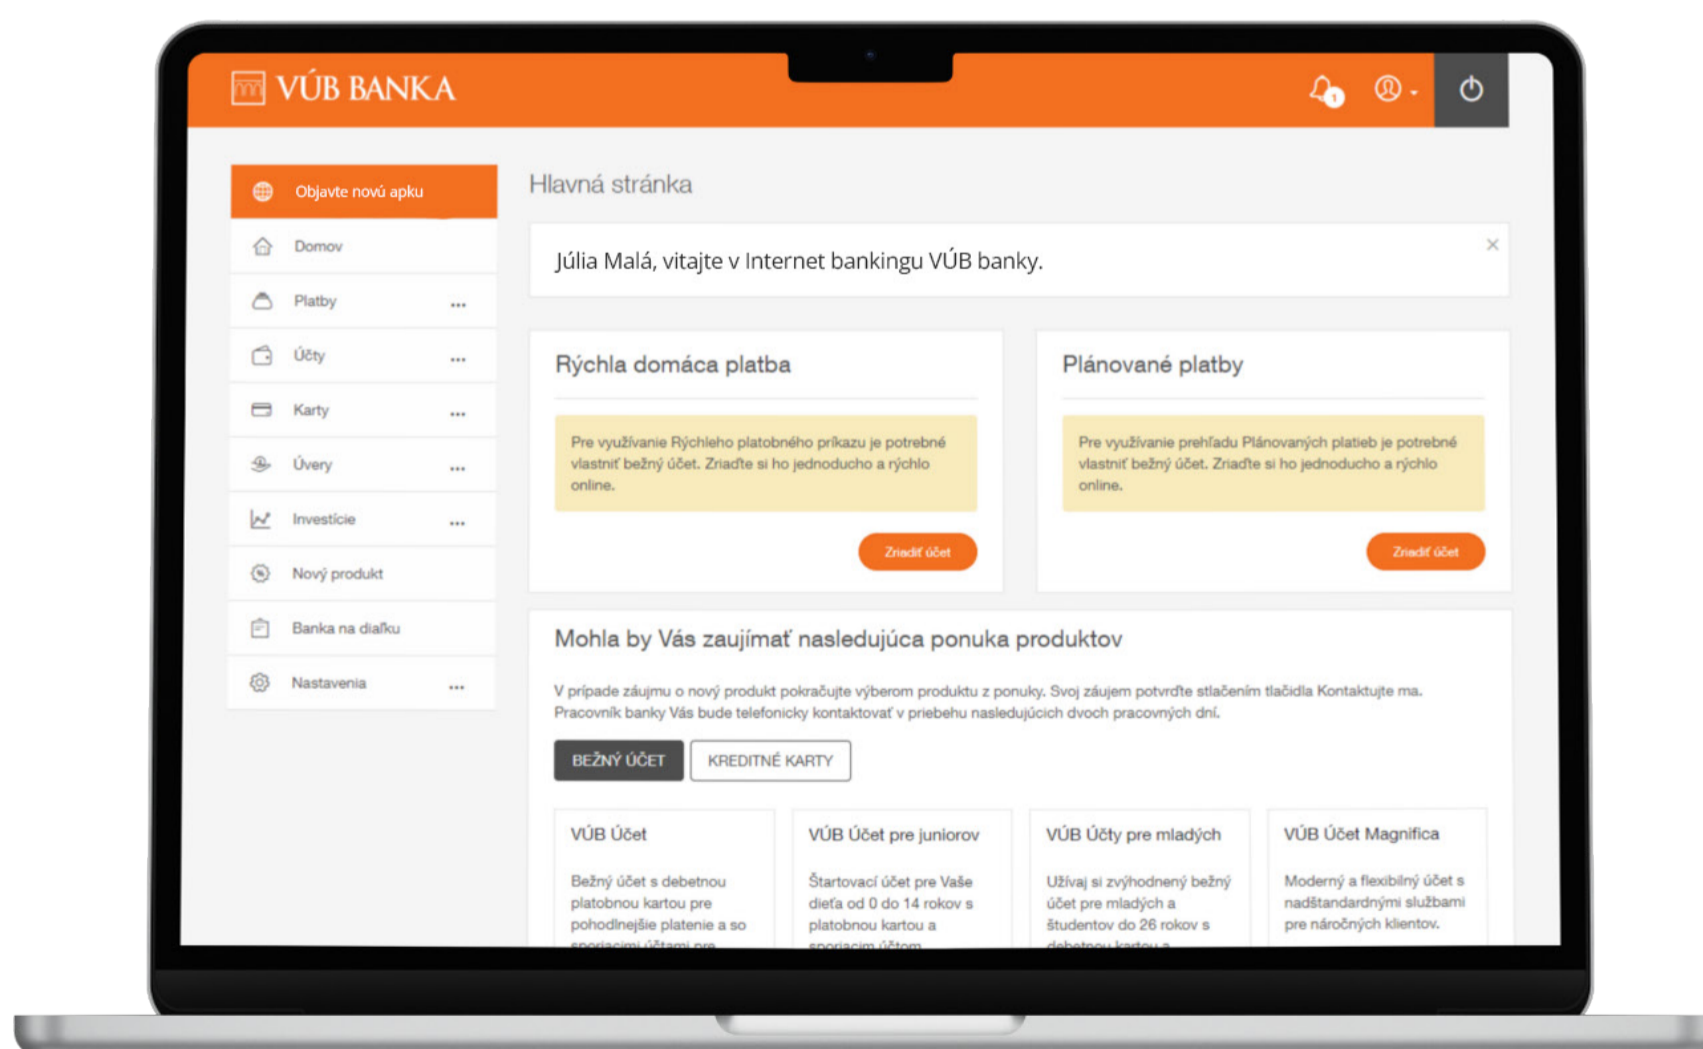 VÚB BANKA
1
Objavte novú apku
Domov
Platby
Účty
Karty
Úvery
Investície
Nový produkt
Banka na diaľku
Nastavenia
Hlavná stránka
Júlia Malá, vitajte v Internet bankingu VÚB banky.
Rýchla domáca platba
Pre využívanie Rýchleho platobného príkazu je potrebné
vlastniť bežný účet. Zriaďte si ho jednoducho a rýchlo
online.
Zriadiť účet
Plánované platby
Pre využívanie prehľadu Plánovaných platieb je potrebné
vlastniť bežný účet. Zriaďte si ho jednoducho a rýchlo
online.
Zriadiť účet
Mohla by Vás zaujímať nasledujúca ponuka produktov
V prípade záujmu o nový produkt pokračujte výberom produktu z ponuky. Svoj záujem potvrďte stlačením tlačidla Kontaktujte ma.
Pracovník banky Vás bude telefonicky kontaktovať v priebehu nasledujúcich dvoch pracovných dní.
BEŽNÝ ÚČET
KREDITNÉ KARTY
VÚB Účet
Bežný účet s debetnou
platobnou kartou pre
pohodlnejšie platenie a so
sporiacimi účtami pre
VÚB Účet pre juniorov
Štartovací účet pre Vaše
dieťa od 0 do 14 rokov s
platobnou kartou a
sporiacim účtom
VÚB Účty pre mladých
Užívaj si zvýhodnený bežný
účet pre mladých a
študentov do 26 rokov s
debetnou kartou a
VÚB Účet Magnifica
Moderný a flexibilný účet s
nadštandardnými službami
pre náročných klientov.